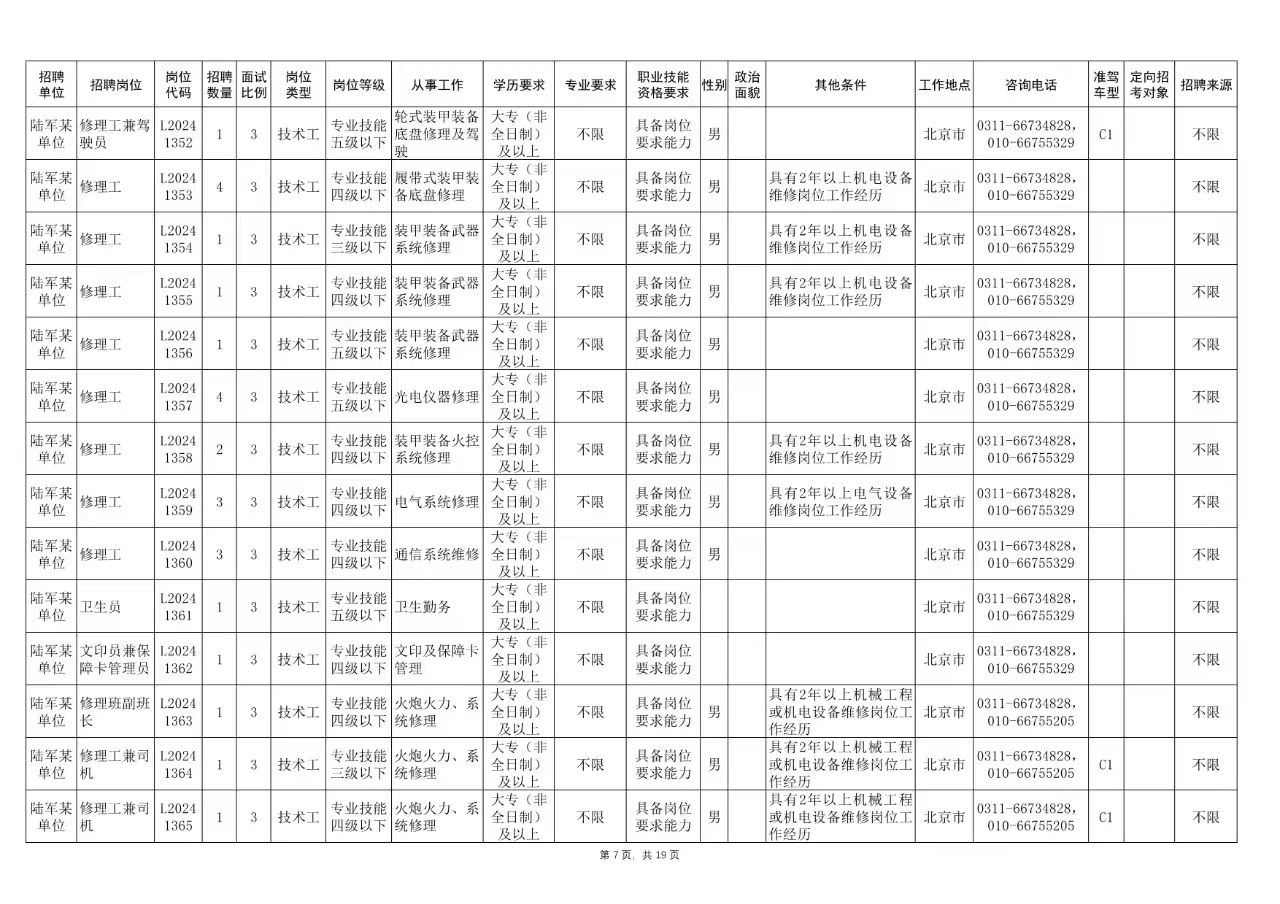 招聘单位 招聘岗位 岗位代码 招聘数量 面试比例 岗位类型 岗位等级 从事工作 学历要求 专业要求 职业技能资格要求 性别 政治面貌 其他条件 工作地点 咨询电话 准驾车型 定向招考对象 招聘来源
陆军某单位 修理工兼驾驶员 L20241352 1 3 技术工 专业技能五级以下 轮式装甲装备底盘修理及驾驶 大专（非全日制）及以上 不限 具备岗位要求能力 男 北京市 0311-66734828，010-66755329 C1 不限
陆军某单位 修理工 L20241353 4 3 技术工 专业技能四级以下 履带式装甲装备底盘修理 大专（非全日制）及以上 不限 具备岗位要求能力 男 具有2年以上机电设备维修岗位工作经历 北京市 0311-66734828，010-66755329 不限
陆军某单位 修理工 L20241354 1 3 技术工 专业技能三级以下 装甲装备武器系统修理 大专（非全日制）及以上 不限 具备岗位要求能力 男 具有2年以上机电设备维修岗位工作经历 北京市 0311-66734828，010-66755329 不限
陆军某单位 修理工 L20241355 1 3 技术工 专业技能四级以下 装甲装备武器系统修理 大专（非全日制）及以上 不限 具备岗位要求能力 男 具有2年以上机电设备维修岗位工作经历 北京市 0311-66734828，010-66755329 不限
陆军某单位 修理工 L20241356 1 3 技术工 专业技能五级以下 装甲装备武器系统修理 大专（非全日制）及以上 不限 具备岗位要求能力 男 北京市 0311-66734828，010-66755329 不限
陆军某单位 修理工 L20241357 4 3 技术工 专业技能五级以下 光电仪器修理 大专（非全日制）及以上 不限 具备岗位要求能力 男 北京市 0311-66734828，010-66755329 不限
陆军某单位 修理工 L20241358 2 3 技术工 专业技能四级以下 装甲装备火控系统修理 大专（非全日制）及以上 不限 具备岗位要求能力 男 具有2年以上机电设备维修岗位工作经历 北京市 0311-66734828，010-66755329 不限
陆军某单位 修理工 L20241359 3 3 技术工 专业技能四级以下 电气系统修理 大专（非全日制）及以上 不限 具备岗位要求能力 男 具有2年以上电气设备维修岗位工作经历 北京市 0311-66734828，010-66755329 不限
陆军某单位 修理工 L20241360 3 3 技术工 专业技能四级以下 通信系统维修 大专（非全日制）及以上 不限 具备岗位要求能力 男 北京市 0311-66734828，010-66755329 不限
陆军某单位 卫生员 L20241361 1 3 技术工 专业技能五级以下 卫生勤务 大专（非全日制）及以上 不限 具备岗位要求能力 北京市 0311-66734828，010-66755329 不限
陆军某单位 文印员兼保障卡管理员 L20241362 1 3 技术工 专业技能四级以下 文印及保障卡管理 大专（非全日制）及以上 不限 具备岗位要求能力 北京市 0311-66734828，010-66755329 不限
陆军某单位 修理班副班长 L20241363 1 3 技术工 专业技能四级以下 火炮火力、系统修理 大专（非全日制）及以上 不限 具备岗位要求能力 男 具有2年以上机械工程或机电设备维修岗位工作经历 北京市 0311-66734828，010-66755205 不限
陆军某单位 修理工兼司机 L20241364 1 3 技术工 专业技能三级以下 火炮火力、系统修理 大专（非全日制）及以上 不限 具备岗位要求能力 男 具有2年以上机械工程或机电设备维修岗位工作经历 北京市 0311-66734828，010-66755205 C1 不限
陆军某单位 修理工兼司机 L20241365 1 3 技术工 专业技能四级以下 火炮火力、系统修理 大专（非全日制）及以上 不限 具备岗位要求能力 男 具有2年以上机械工程或机电设备维修岗位工作经历 北京市 0311-66734828，010-66755205 C1 不限
第 7 页，共 19 页